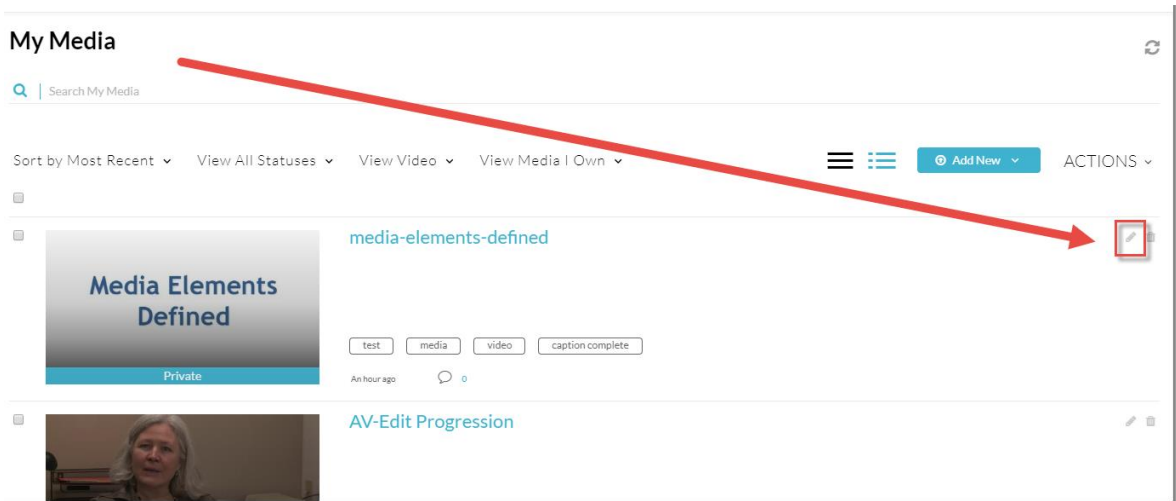 My Media
Search My Media
Sort by Most Recent View All Statuses View Video View Media I Own Add New ACTIONS
media-elements-defined
Media Elements
Defined
test media video caption complete
Private
An hour ago 0
AV-Edit Progression